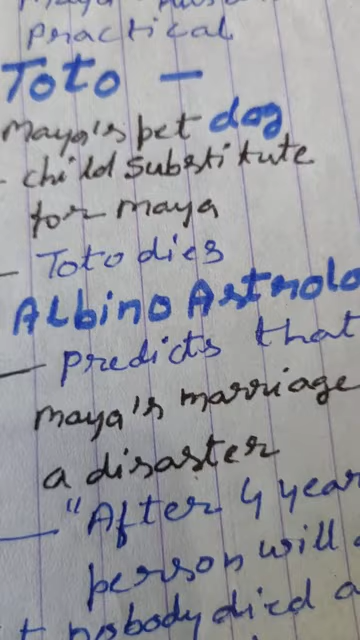 practical
Toto —
Maya's pet dog
- child substitute
for maya
- Toto dies
Albino Astrolo
- predicts that
maya's marriage
a disaster
- "After 4 year
person will
nobody died a